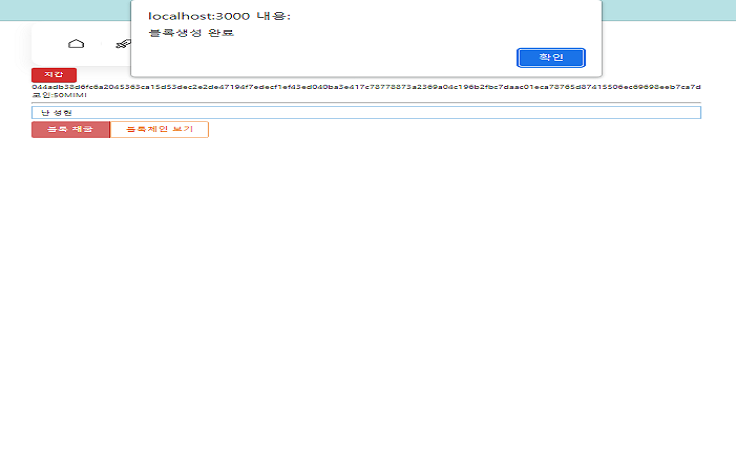 localhost:3000 내용:
블록생성 완료
확인
지갑
044adb38d6fc6a2045363ca15d53dec2e2de47194f7edecf1ef43ed040ba3e417c78778873a2369a04c196b2fbc7daac01eca78765d87415506ec69698eeb7ca7d
코인:50MIMI
난 성현
블록 채굴
블록체인 보기